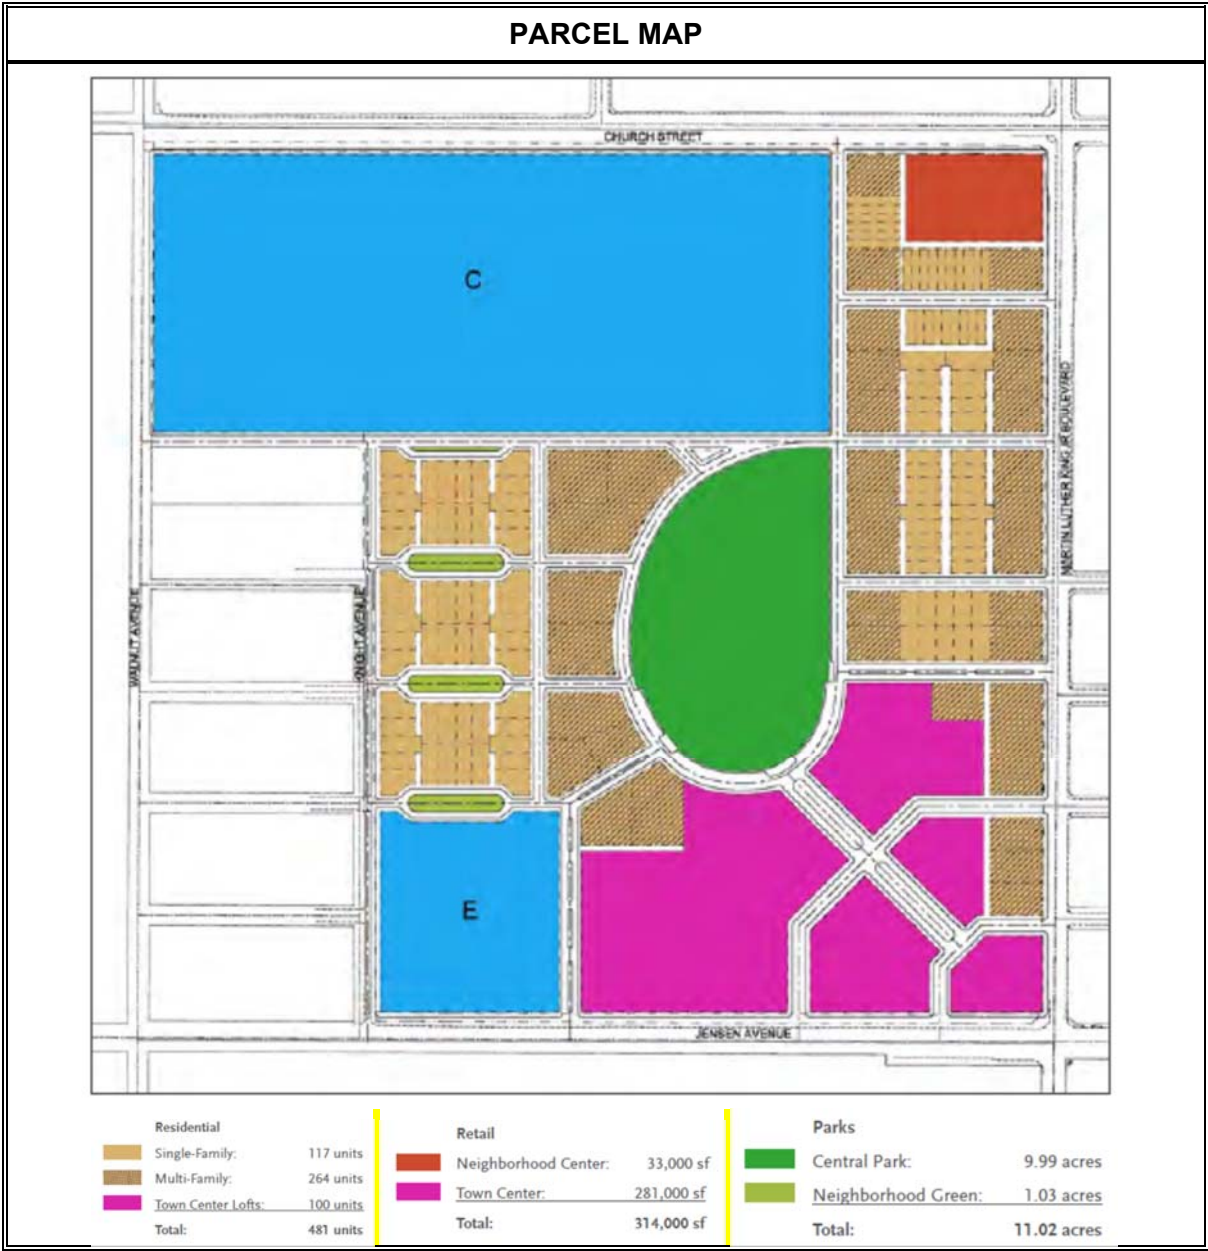 PARCEL MAP
CHURCH STREET
C
MARTIN LUTHER KING JR BOULEVARD
WALNUT AVENUE
KNIGHT AVENUE
E
JENSEN AVENUE
Residential
Single-Family: 117 units
Multi-Family: 264 units
Town Center Lofts: 100 units
Total: 481 units
Retail
Neighborhood Center: 33,000 sf
Town Center: 281,000 sf
Total: 314,000 sf
Parks
Central Park: 9.99 acres
Neighborhood Green: 1.03 acres
Total: 11.02 acres